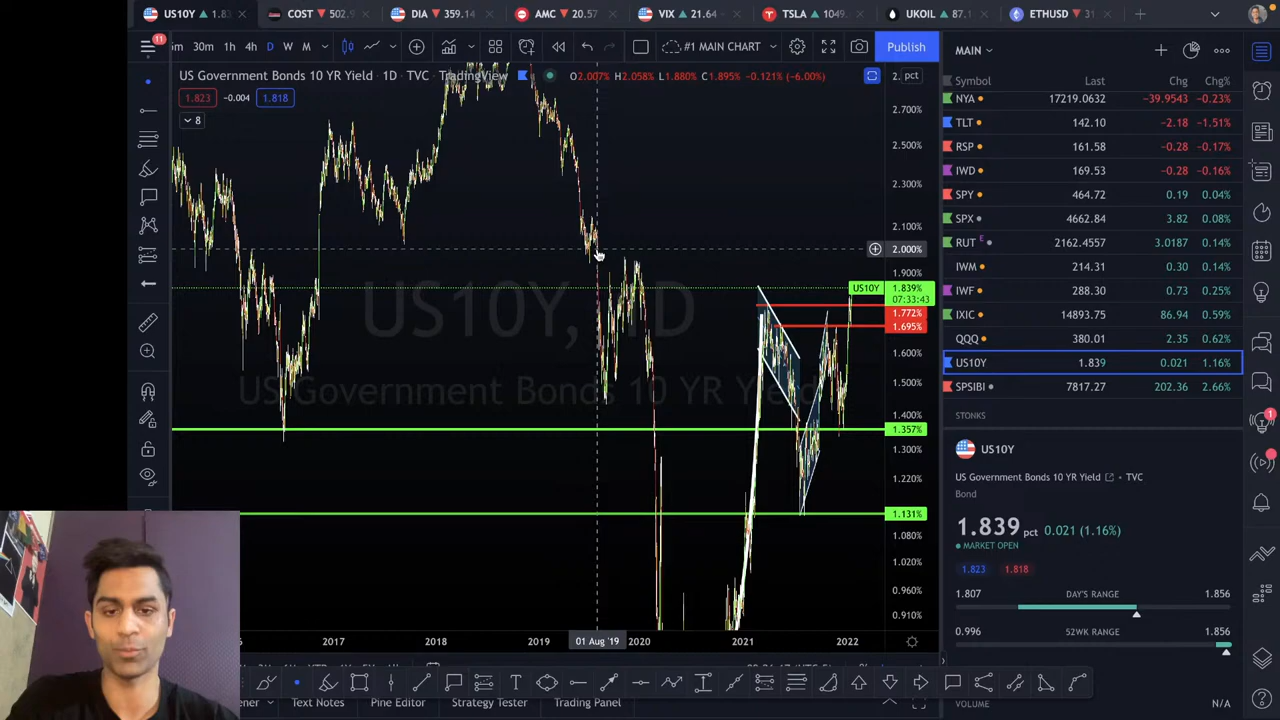 US10Y ▲ 1.83
COST ▼ 502.9
DIA ▼ 359.14
AMC ▼ 20.57
VIX ▲ 21.64
TSLA ▲ 1049
UKOIL ▲ 87.1
ETHUSD ▼ 31
11
30m 1h 4h D W M
#1 MAIN CHART
Publish
MAIN
US Government Bonds 10 YR Yield · 1D · TVC TradingView
O2.007% H2.058% L1.880% C1.895% -0.121% (-6.00%)
pct
1.823 -0.004 1.818
8
US10Y, 1D
US Government Bonds 10 YR Yield
2.700%
2.500%
2.300%
2.100%
2.000%
1.900%
US10Y 1.839%
07:33:43
1.772%
1.695%
1.600%
1.500%
1.400%
1.357%
1.300%
1.220%
1.131%
1.080%
1.020%
0.960%
0.910%
2017
2018
2019
01 Aug '19
2020
2021
2022
Symbol Last Chg Chg%
NYA 17219.0632 −39.9543 −0.23%
TLT 142.10 −2.18 −1.51%
RSP 161.58 −0.28 −0.17%
IWD 169.53 −0.28 −0.16%
SPY 464.72 0.19 0.04%
SPX 4662.84 3.82 0.08%
RUT E 2162.4557 3.0187 0.14%
IWM 214.31 0.30 0.14%
IWF 288.30 0.73 0.25%
IXIC 14893.75 86.94 0.59%
QQQ 380.01 2.35 0.62%
US10Y 1.839 0.021 1.16%
SPSIBI 7817.27 202.36 2.66%
STONKS
US10Y
US Government Bonds 10 YR Yield TVC
Bond
1.839 pct 0.021 (1.16%)
MARKET OPEN
1.823 1.818
1.807 DAY'S RANGE 1.856
0.996 52WK RANGE 1.856
VOLUME N/A
1
Text Notes
Pine Editor
Strategy Tester
Trading Panel